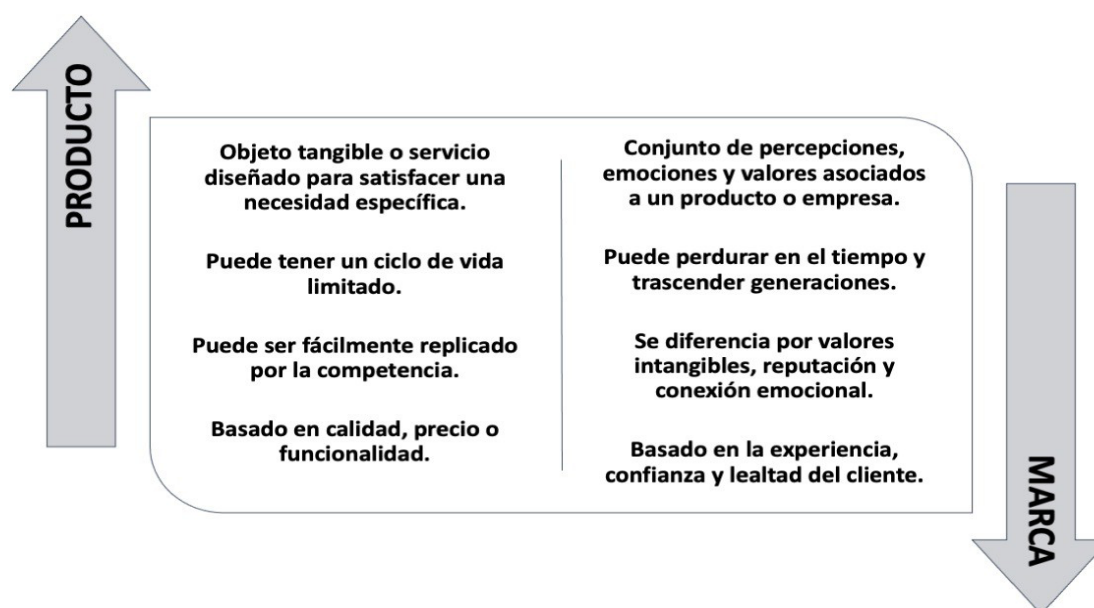 PRODUCTO
Objeto tangible o servicio
diseñado para satisfacer una
necesidad específica.
Puede tener un ciclo de vida
limitado.
Puede ser fácilmente replicado
por la competencia.
Basado en calidad, precio o
funcionalidad.
Conjunto de percepciones,
emociones y valores asociados
a un producto o empresa.
Puede perdurar en el tiempo y
trascender generaciones.
Se diferencia por valores
intangibles, reputación y
conexión emocional.
Basado en la experiencia,
confianza y lealtad del cliente.
MARCA